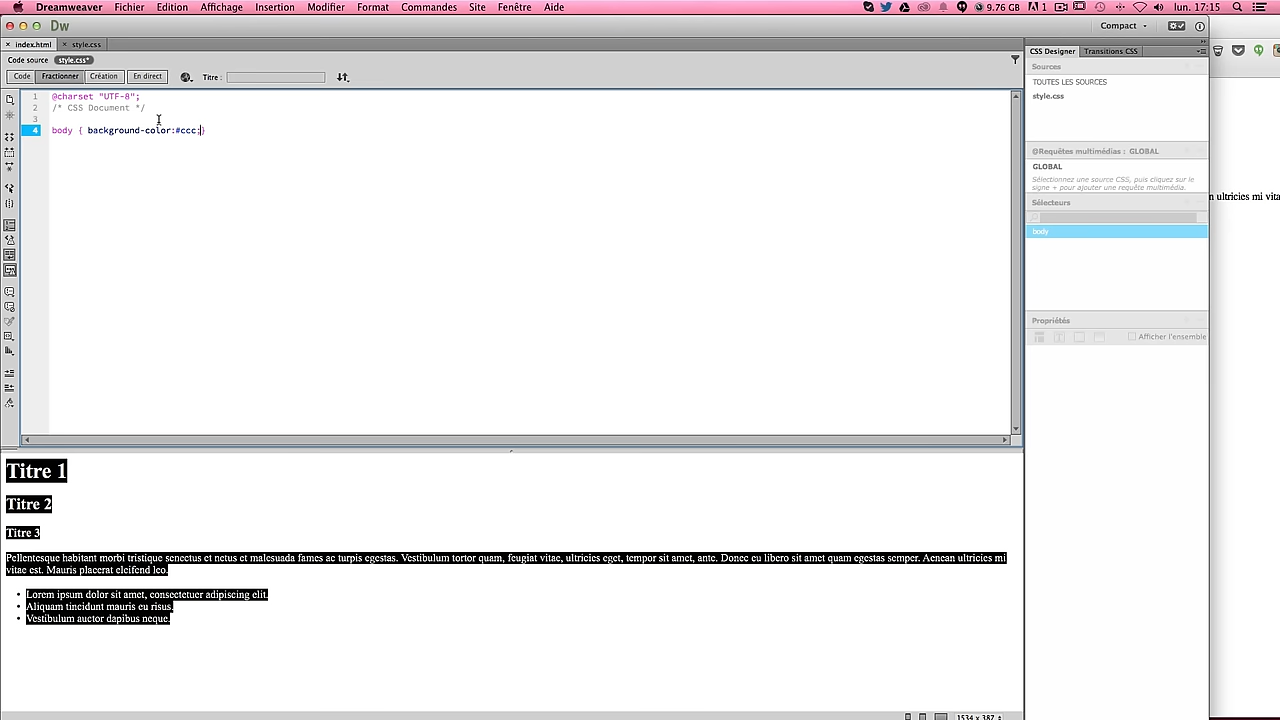 Dreamweaver Fichier Edition Affichage Insertion Modifier Format Commandes Site Fenêtre Aide 9.76 GB 1 lun. 17:15
Dw Compact
index.html style.css
Code source style.css*
Code Fractionner Création En direct Titre :
CSS Designer Transitions CSS
Sources
TOUTES LES SOURCES
style.css
@Requêtes multimédias : GLOBAL
GLOBAL
Sélectionnez une source CSS, puis cliquez sur le
signe + pour ajouter une requête multimédia.
Sélecteurs
body
Propriétés
Afficher l'ensemble
1 @charset "UTF-8";
2 /* CSS Document */
3
4 body { background-color:#ccc;}
n ultricies mi vita
Titre 1
Titre 2
Titre 3
Pellentesque habitant morbi tristique senectus et netus et malesuada fames ac turpis egestas. Vestibulum tortor quam, feugiat vitae, ultricies eget, tempor sit amet, ante. Donec eu libero sit amet quam egestas semper. Aenean ultricies mi
vitae est. Mauris placerat eleifend leo.
• Lorem ipsum dolor sit amet, consectetuer adipiscing elit.
• Aliquam tincidunt mauris eu risus.
• Vestibulum auctor dapibus neque.
1534 x 387